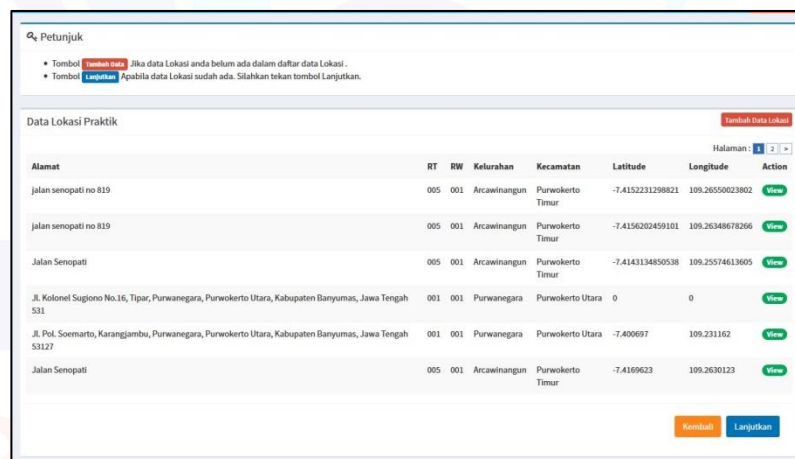 Petunjuk
Tombol Tambah Data Jika data Lokasi anda belum ada dalam daftar data Lokasi .
Tombol Lanjutkan Apabila data Lokasi sudah ada. Silahkan tekan tombol Lanjutkan.
Data Lokasi Praktik Tambah Data Lokasi
Halaman : 1 2 >
Alamat RT RW Kelurahan Kecamatan Latitude Longitude Action
jalan senopati no 819 005 001 Arcawinangun Purwokerto -7.4152231298821 109.26550023802 View
Timur
jalan senopati no 819 005 001 Arcawinangun Purwokerto -7.4156202459101 109.26348678266 View
Timur
Jalan Senopati 005 001 Arcawinangun Purwokerto -7.4143134850538 109.25574613605 View
Timur
Jl. Kolonel Sugiono No.16, Tipar, Purwanegara, Purwokerto Utara, Kabupaten Banyumas, Jawa Tengah 001 001 Purwanegara Purwokerto Utara 0 0 View
531
Jl. Pol. Soemarto, Karangjambu, Purwanegara, Purwokerto Utara, Kabupaten Banyumas, Jawa Tengah 001 001 Purwanegara Purwokerto Utara -7.400697 109.231162 View
53127
Jalan Senopati 005 001 Arcawinangun Purwokerto -7.4169623 109.2630123 View
Timur
Kembali Lanjutkan